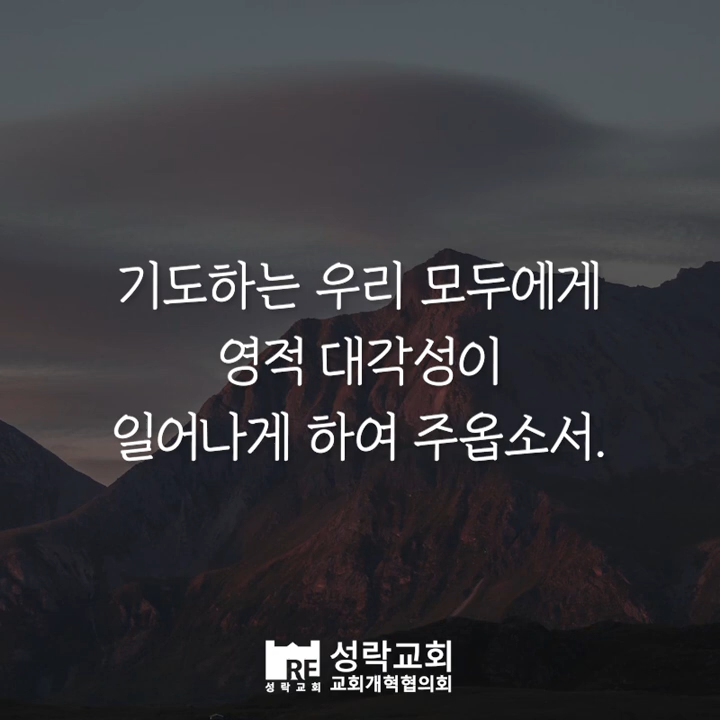 기도하는 우리 모두에게
영적 대각성이
일어나게 하여 주옵소서.
RE
성락교회
성락교회
교회개혁협의회